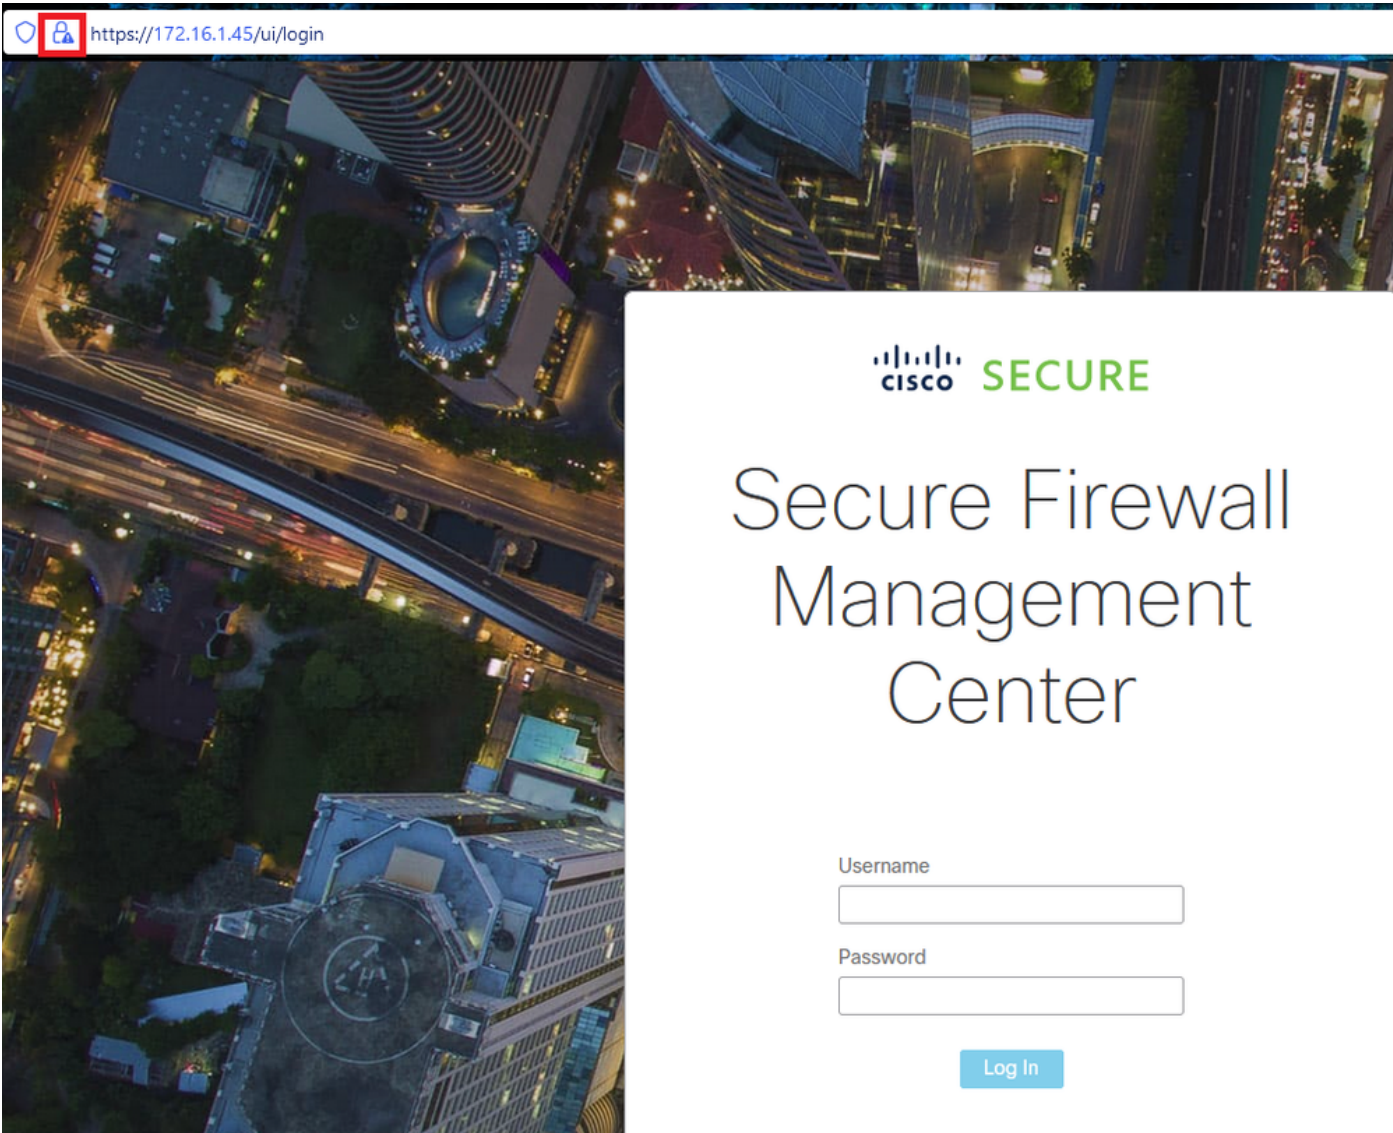 https://172.16.1.45/ui/login
CISCO SECURE
Secure Firewall
Management
Center
Username
Password
Log In